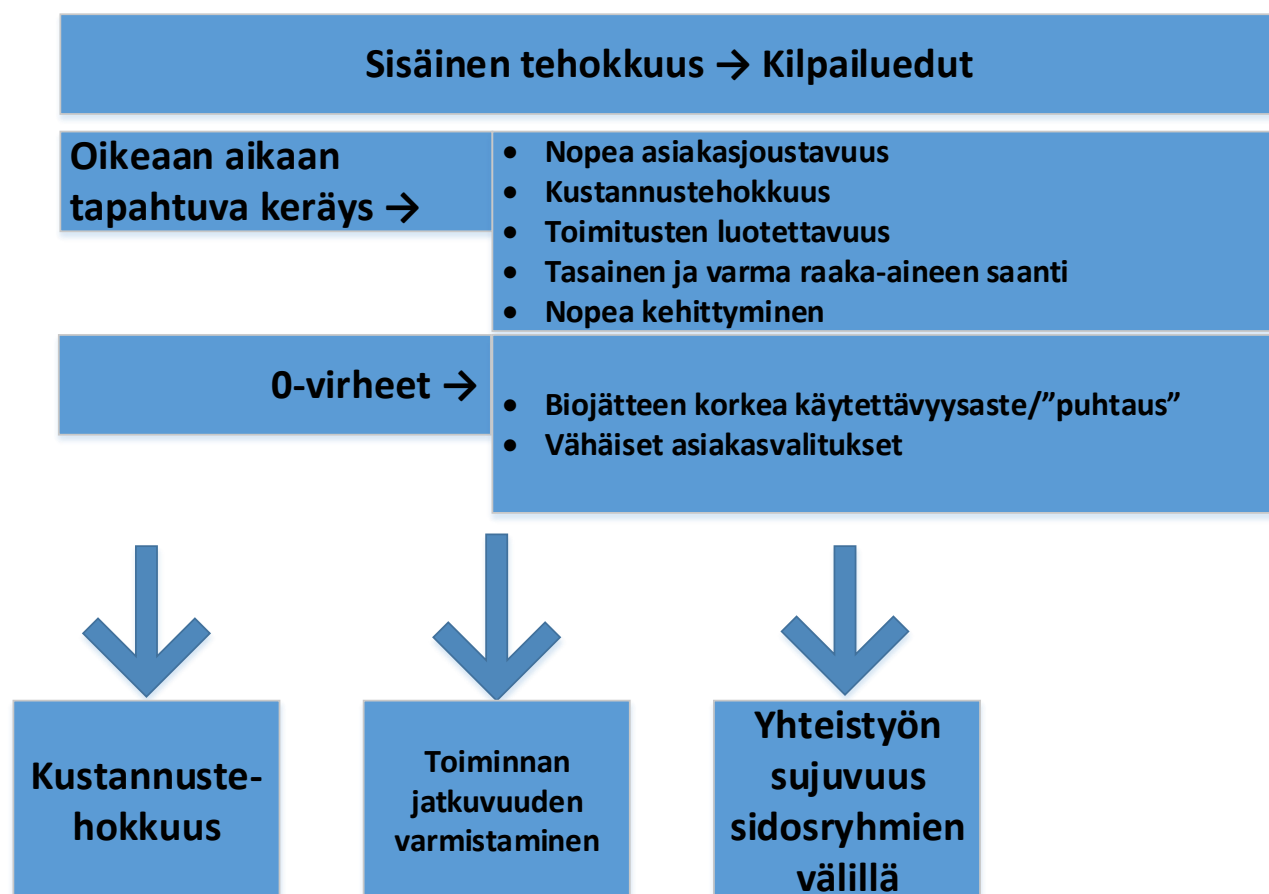 Sisäinen tehokkuus → Kilpailuedut
Oikeaan aikaan
tapahtuva keräys →
• Nopea asiakasjoustavuus
• Kustannustehokkuus
• Toimitusten luotettavuus
• Tasainen ja varma raaka-aineen saanti
• Nopea kehittyminen
0-virheet →
• Biojätteen korkea käytettävyysaste/”puhtaus”
• Vähäiset asiakasvalitukset
Kustannuste-
hokkuus
Toiminnan
jatkuvuuden
varmistaminen
Yhteistyön
sujuvuus
sidosryhmien
välillä